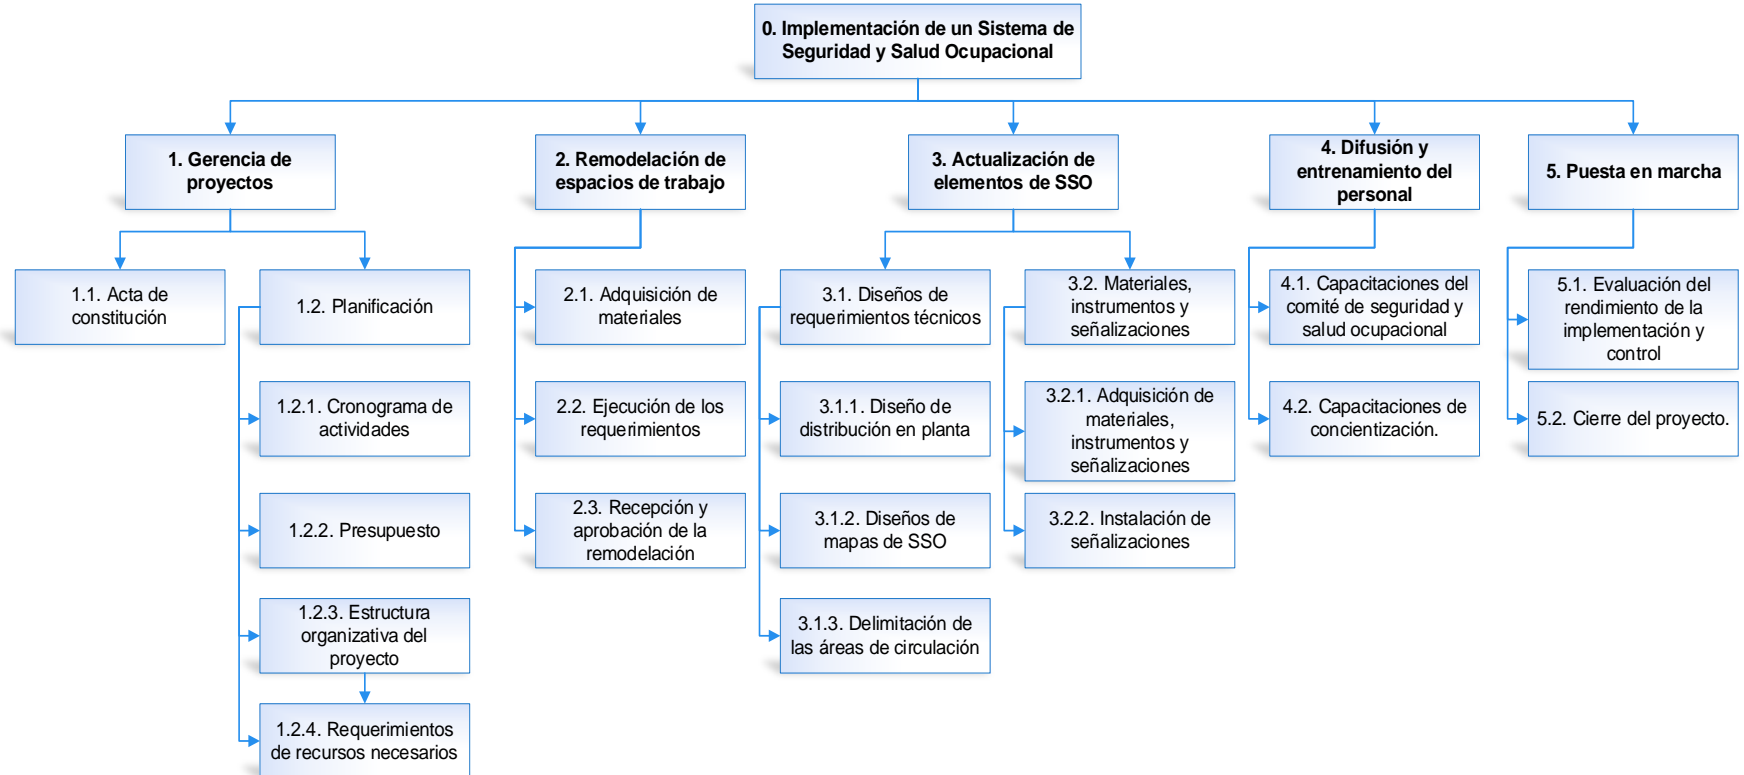 0. Implementación de un Sistema de
Seguridad y Salud Ocupacional
1. Gerencia de
proyectos
2. Remodelación de
espacios de trabajo
3. Actualización de
elementos de SSO
4. Difusión y
entrenamiento del
personal
5. Puesta en marcha
1.1. Acta de
constitución
1.2. Planificación
1.2.1. Cronograma de
actividades
1.2.2. Presupuesto
1.2.3. Estructura
organizativa del
proyecto
1.2.4. Requerimientos
de recursos necesarios
2.1. Adquisición de
materiales
2.2. Ejecución de los
requerimientos
2.3. Recepción y
aprobación de la
remodelación
3.1. Diseños de
requerimientos técnicos
3.1.1. Diseño de
distribución en planta
3.1.2. Diseños de
mapas de SSO
3.1.3. Delimitación de
las áreas de circulación
3.2. Materiales,
instrumentos y
señalizaciones
3.2.1. Adquisición de
materiales,
instrumentos y
señalizaciones
3.2.2. Instalación de
señalizaciones
4.1. Capacitaciones del
comité de seguridad y
salud ocupacional
4.2. Capacitaciones de
concientización.
5.1. Evaluación del
rendimiento de la
implementación y
control
5.2. Cierre del proyecto.